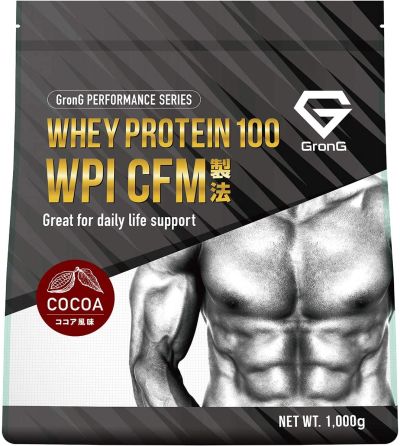 GronG PERFORMANCE SERIES
GronG
WHEY PROTEIN 100
WPI CFM製法
Great for daily life support
COCOA
ココア風味
NET WT. 1,000g